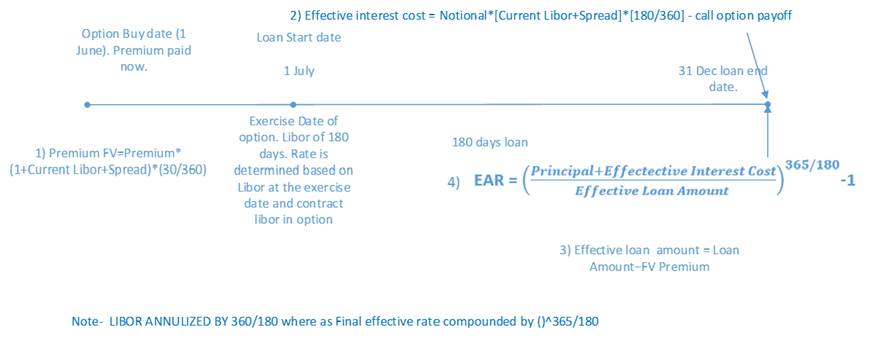 2) Effective interest cost = Notional*[Current Libor+Spread]*[180/360] - call option payoff
Option Buy date (1
June). Premium paid
now.
Loan Start date
1 July
31 Dec loan end
date.
1) Premium FV=Premium*
(1+Current Libor+Spread)*(30/360)
Exercise Date of
option. Libor of 180
days. Rate is
determined based on
Libor at the exercise
date and contract
libor in option
180 days loan
4) EAR = (Principal+Effectective Interest Cost / Effective Loan Amount)^365/180 -1
3) Effective loan amount = Loan
Amount–FV Premium
Note- LIBOR ANNULIZED BY 360/180 where as Final effective rate compounded by ()^365/180